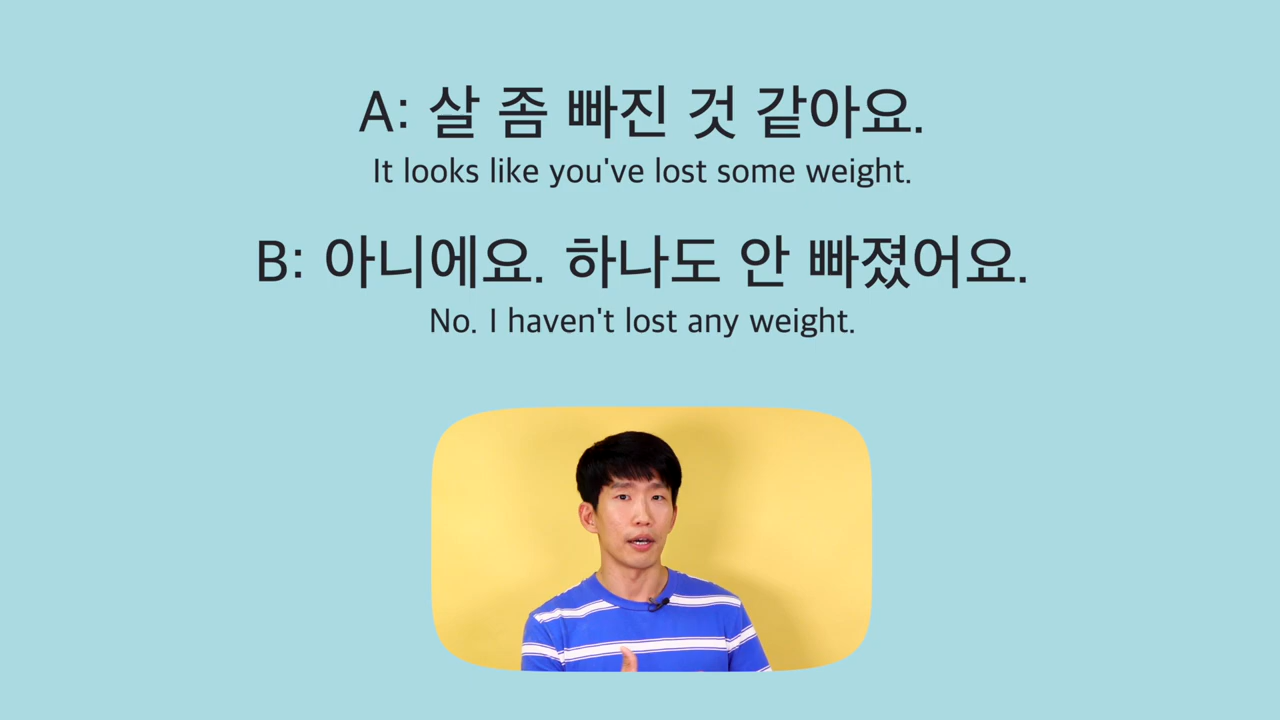 A: 살 좀 빠진 것 같아요.
It looks like you've lost some weight.
B: 아니에요. 하나도 안 빠졌어요.
No. I haven't lost any weight.